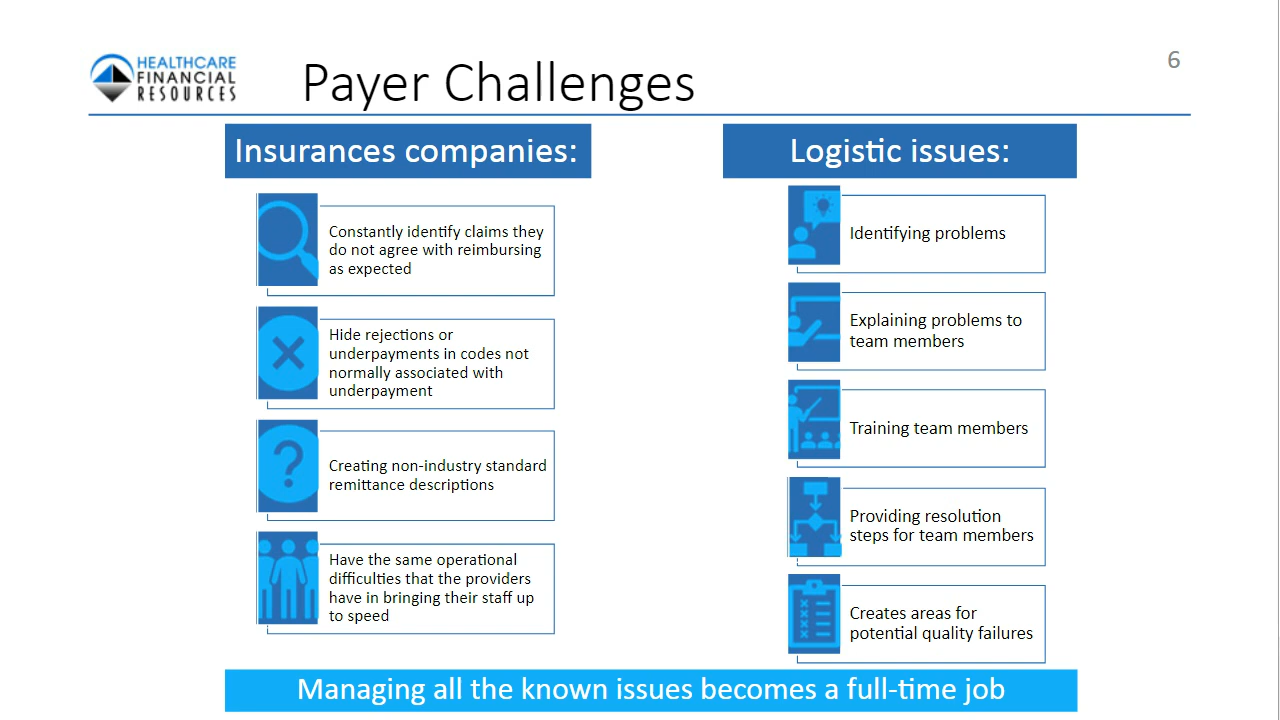 HEALTHCARE
FINANCIAL
RESOURCES
Payer Challenges
6
Insurances companies:
Constantly identify claims they
do not agree with reimbursing
as expected
Hide rejections or
underpayments in codes not
normally associated with
underpayment
Creating non-industry standard
remittance descriptions
Have the same operational
difficulties that the providers
have in bringing their staff up
to speed
Logistic issues:
Identifying problems
Explaining problems to
team members
Training team members
Providing resolution
steps for team members
Creates areas for
potential quality failures
Managing all the known issues becomes a full-time job